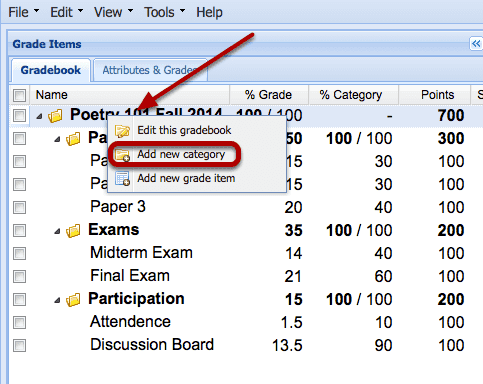 File Edit View Tools Help
Grade Items
Gradebook Attributes & Grades
Name % Grade % Category Points S
Poetry 101 Fall 2014 100 / 100 - 700
Edit this gradebook
Pa 50 100 / 100 300
Add new category
Pa 15 30 100
Add new grade item
Pa 15 30 100
Paper 3 20 40 100
Exams 35 100 / 100 200
Midterm Exam 14 40 100
Final Exam 21 60 100
Participation 15 100 / 100 200
Attendence 1.5 10 100
Discussion Board 13.5 90 100